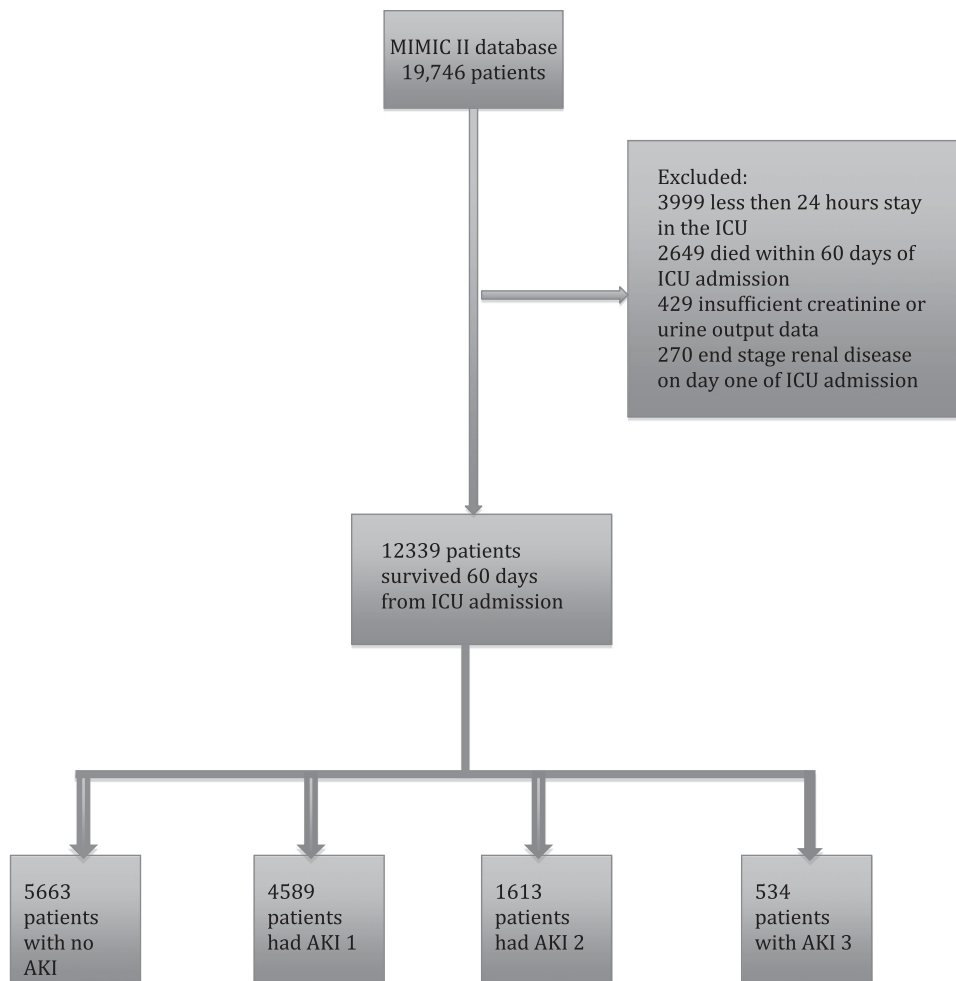 MIMIC II database
19,746 patients
Excluded:
3999 less then 24 hours stay
in the ICU
2649 died within 60 days of
ICU admission
429 insufficient creatinine or
urine output data
270 end stage renal disease
on day one of ICU admission
12339 patients
survived 60 days
from ICU admission
5663
patients
with no
AKI
4589
patients
had AKI 1
1613
patients
had AKI 2
534
patients
with AKI 3